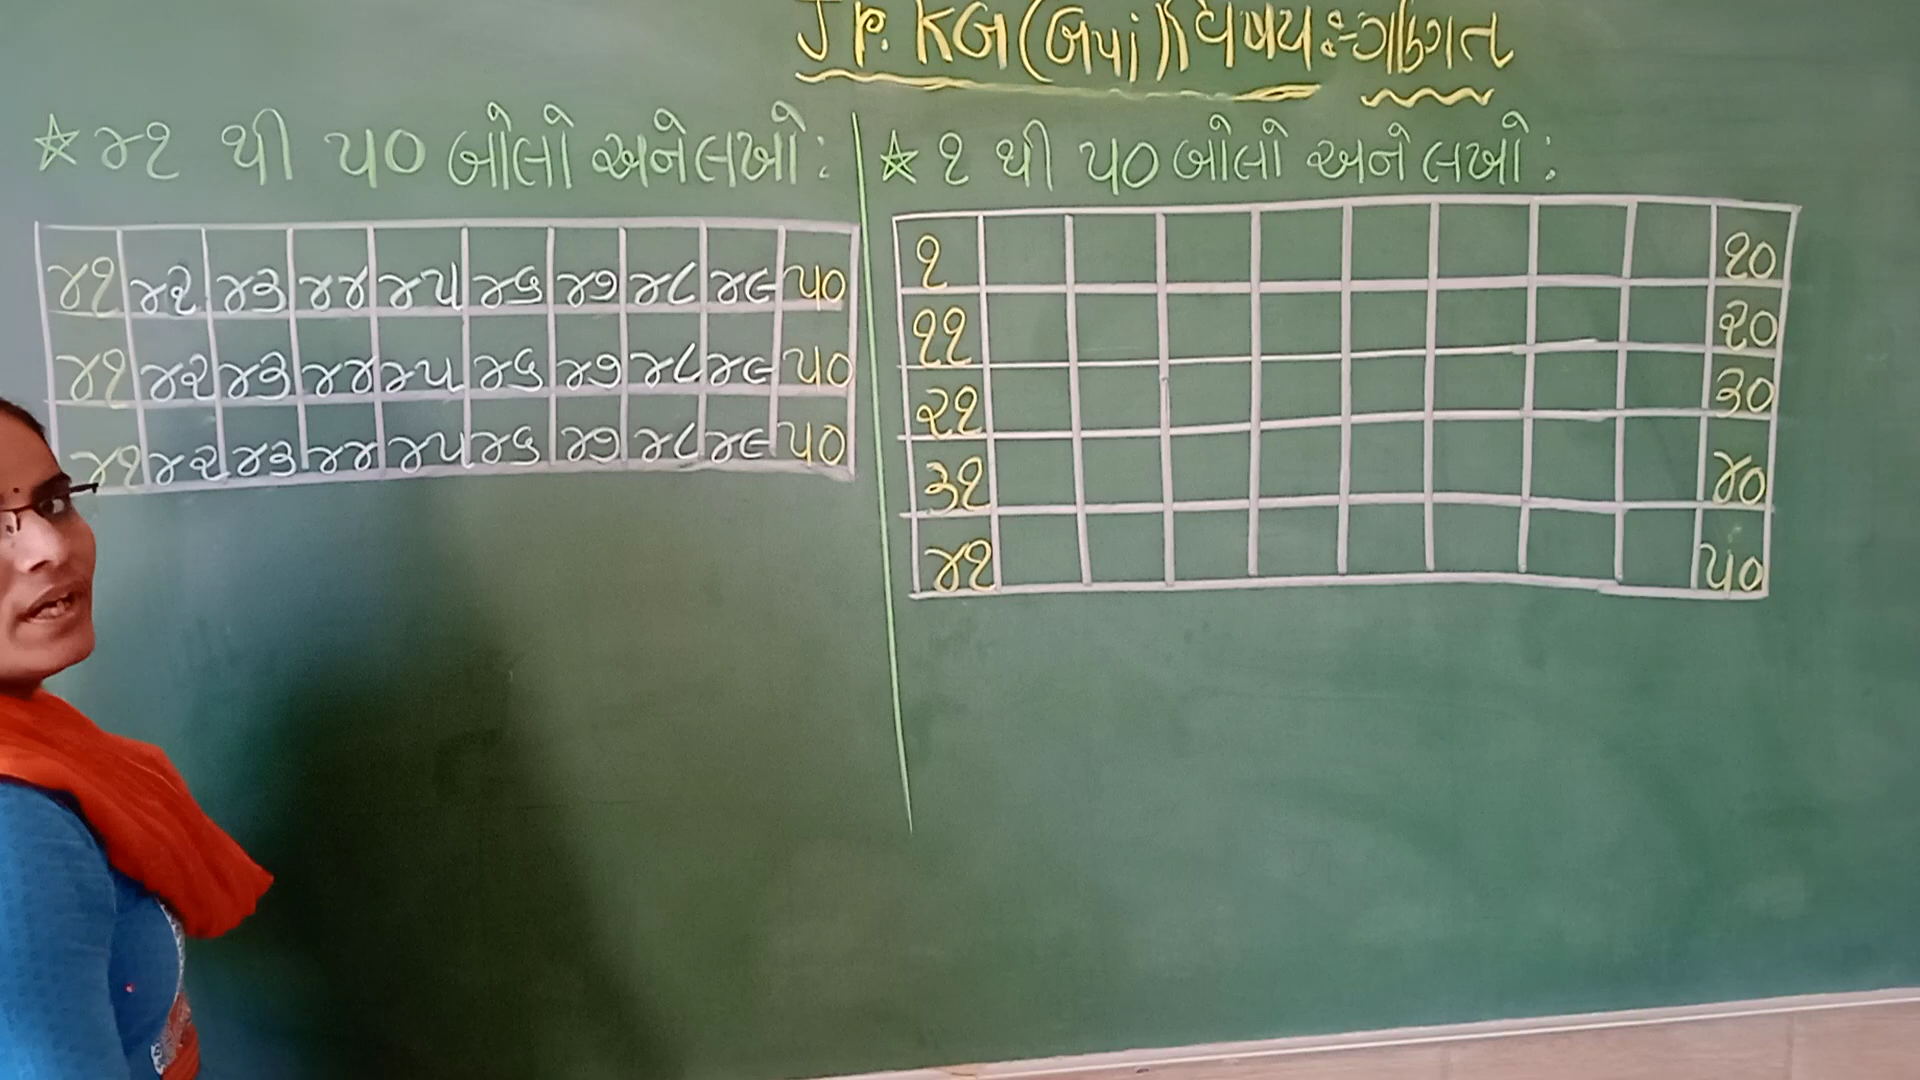 Jr. KG (બપ) વિષય :- ગણિત
☆ ૪૧ થી ૫૦ બોલો અને લખો :
૪૧ ૪૨ ૪૩ ૪૪ ૪૫ ૪૬ ૪૭ ૪૮ ૪૯ ૫૦
૪૧ ૪૨ ૪૩ ૪૪ ૪૫ ૪૬ ૪૭ ૪૮ ૪૯ ૫૦
૪૧ ૪૨ ૪૩ ૪૪ ૪૫ ૪૬ ૪૭ ૪૮ ૪૯ ૫૦
☆ ૧ થી ૫૦ બોલો અને લખો :
૧ ૧૦
૧૧ ૨૦
૨૧ ૩૦
૩૧ ૪૦
૪૧ ૫૦